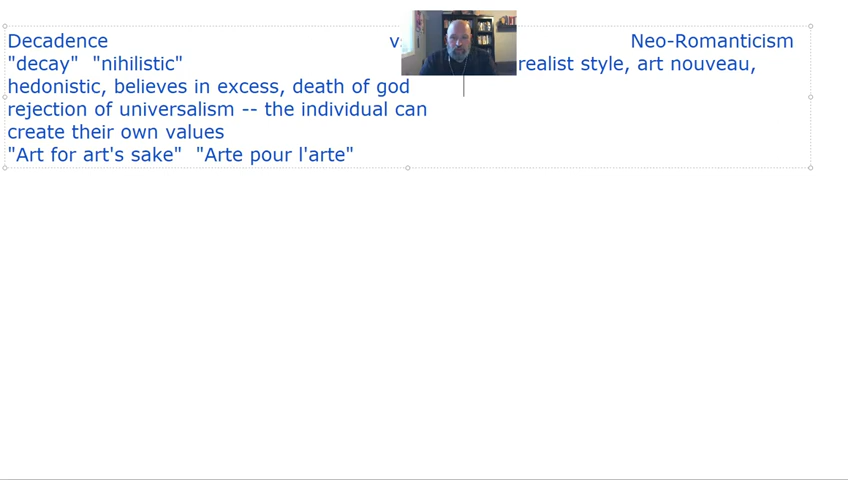 Decadence Neo-Romanticism
"decay" "nihilistic" realist style, art nouveau,
hedonistic, believes in excess, death of god
rejection of universalism -- the individual can
create their own values
"Art for art's sake" "Arte pour l'arte"